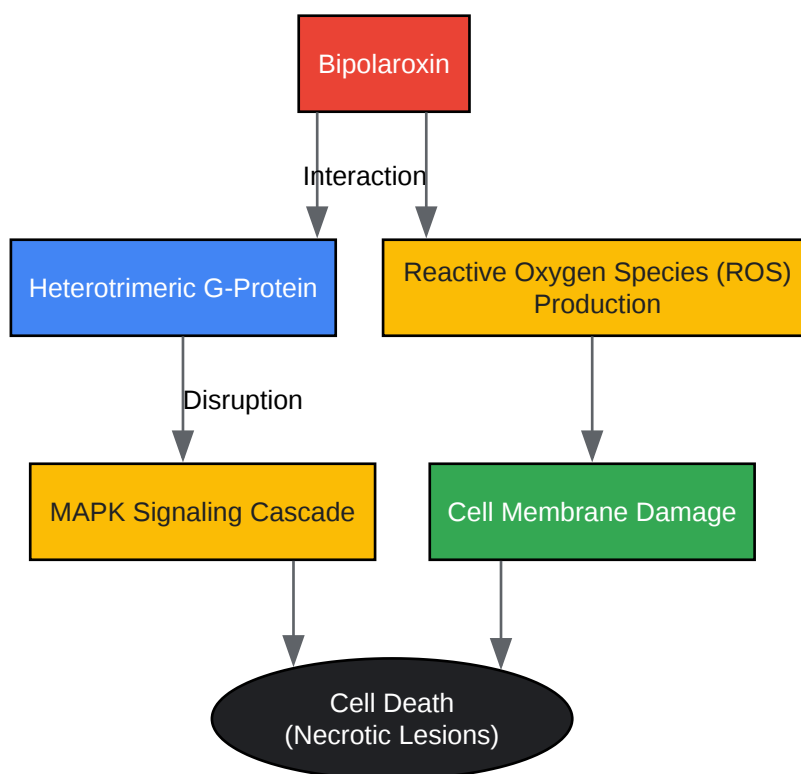 Bipolaroxin
Interaction
Heterotrimeric G-Protein
Reactive Oxygen Species (ROS)
Production
Disruption
MAPK Signaling Cascade
Cell Membrane Damage
Cell Death
(Necrotic Lesions)